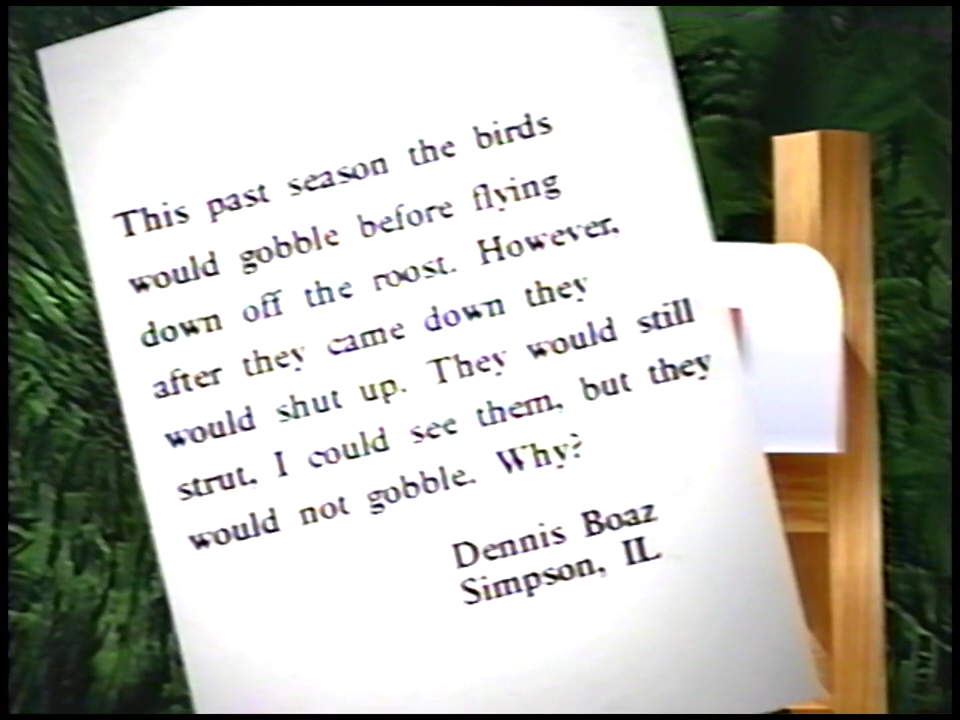 This past season the birds
would gobble before flying
down off the roost. However,
after they came down they
would shut up. They would still
strut. I could see them, but they
would not gobble. Why?
Dennis Boaz
Simpson, IL